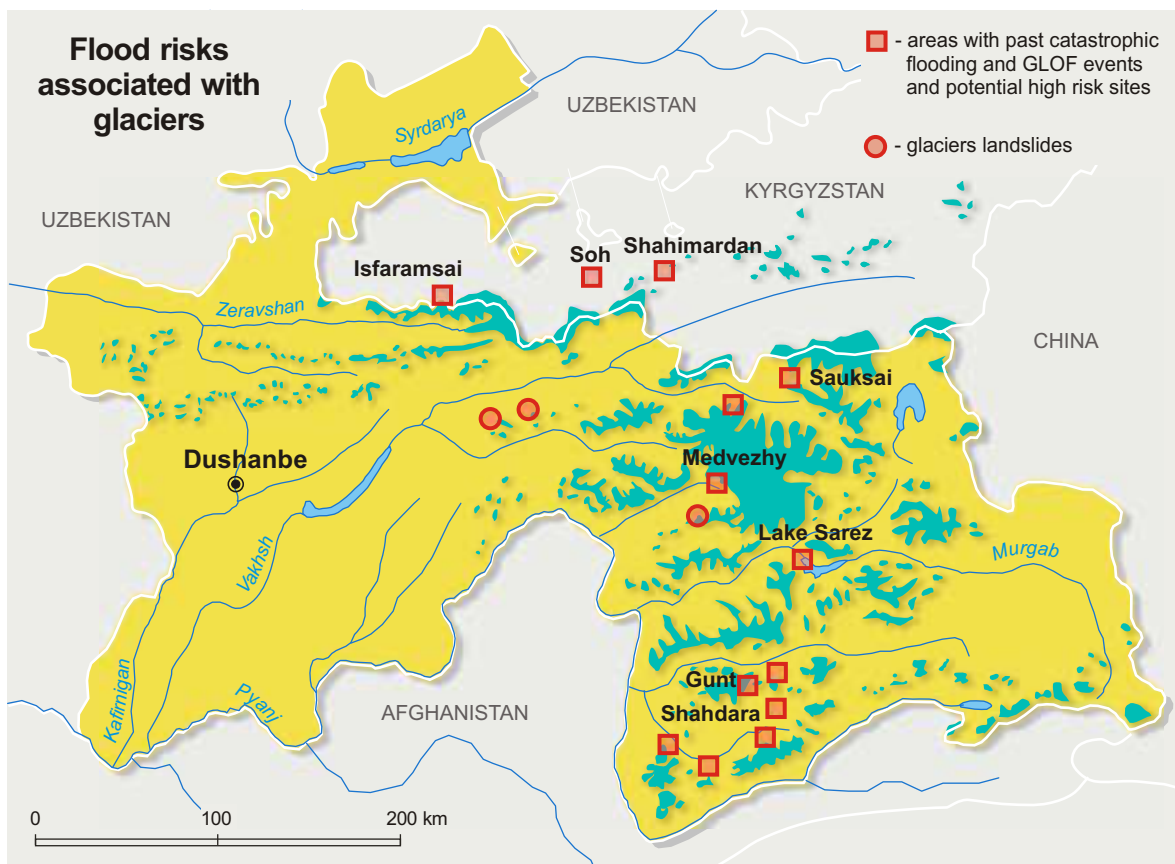 Flood risks
associated with
glaciers
- areas with past catastrophic
flooding and GLOF events
and potential high risk sites
- glaciers landslides
UZBEKISTAN
Syrdarya
KYRGYZSTAN
UZBEKISTAN
Soh
Shahimardan
Isfaramsai
Zeravshan
CHINA
Sauksai
Dushanbe
Medvezhy
Lake Sarez
Murgab
Vakhsh
Gunt
Shahdara
Kafirnigan
Pyanj
AFGHANISTAN
0
100
200 km